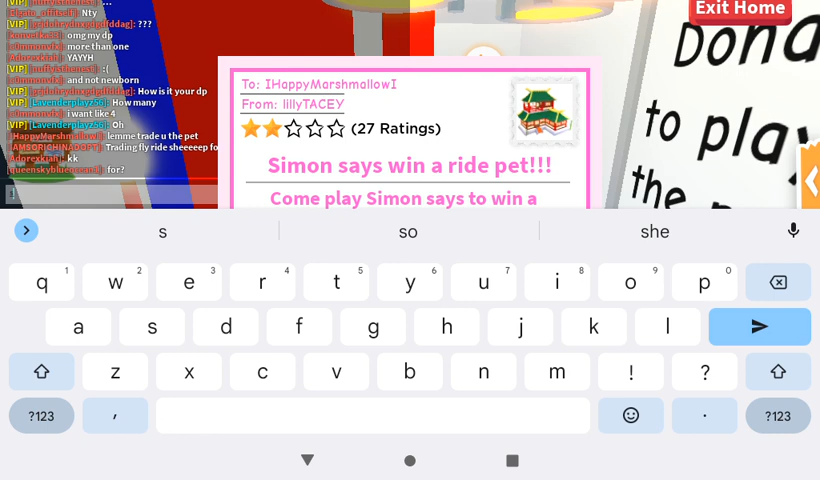 [VIP]
Nty
???
omg my dp
more than one
YAYYH
[VIP] :(
and not newborn
[VIP] How is it your dp
[VIP] [Lavenderplay256]: How many
i want like 4
[VIP] [Lavenderplay256]: Oh
lemme trade u the pet
Trading fly ride sheeeeep fo
kk
for?
Exit Home
Dona
to play
the
To: IHappyMarshmallowI
From: lillyTACEY
(27 Ratings)
Simon says win a ride pet!!!
Come play Simon says to win a
s so she
q 1 w 2 e 3 r 4 t 5 y 6 u 7 i 8 o 9 p 0
a s d f g h j k l
z x c v b n m ! ?
?123 , . ?123